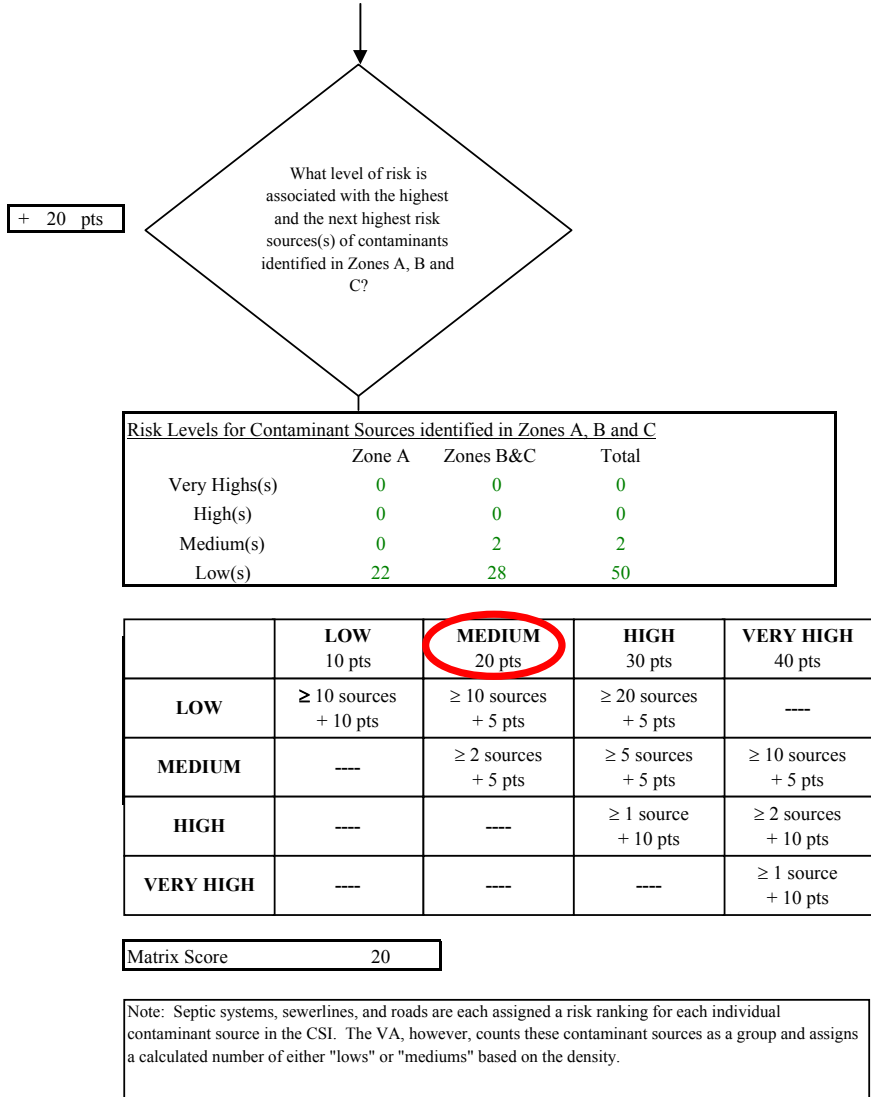 What level of risk is
associated with the highest
and the next highest risk
sources(s) of contaminants
identified in Zones A, B and
C?
+ 20 pts
Risk Levels for Contaminant Sources identified in Zones A, B and C
Zone A Zones B&C Total
Very Highs(s) 0 0 0
High(s) 0 0 0
Medium(s) 0 2 2
Low(s) 22 28 50
LOW MEDIUM HIGH VERY HIGH
10 pts 20 pts 30 pts 40 pts
LOW ≥ 10 sources + 10 pts ≥ 10 sources + 5 pts ≥ 20 sources + 5 pts ----
MEDIUM ---- ≥ 2 sources + 5 pts ≥ 5 sources + 5 pts ≥ 10 sources + 5 pts
HIGH ---- ---- ≥ 1 source + 10 pts ≥ 2 sources + 10 pts
VERY HIGH ---- ---- ---- ≥ 1 source + 10 pts
Matrix Score 20
Note: Septic systems, sewerlines, and roads are each assigned a risk ranking for each individual
contaminant source in the CSI. The VA, however, counts these contaminant sources as a group and assigns
a calculated number of either "lows" or "mediums" based on the density.